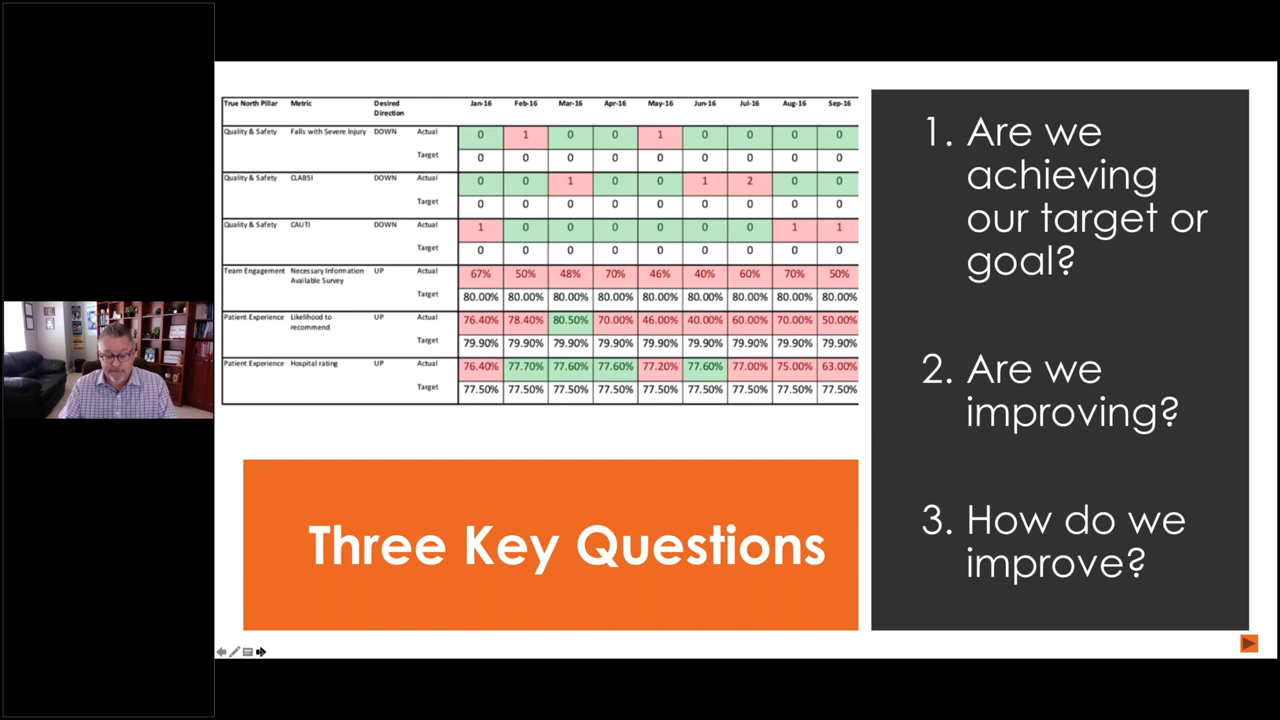 True North Pillar Metric Desired Direction Jan-16 Feb-16 Mar-16 Apr-16 May-16 Jun-16 Jul-16 Aug-16 Sep-16
Quality & Safety Falls with Severe Injury DOWN Actual 0 1 0 0 1 0 0 0 0
Target 0 0 0 0 0 0 0 0 0
Quality & Safety CLABSI DOWN Actual 0 0 1 0 0 1 2 0 0
Target 0 0 0 0 0 0 0 0 0
Quality & Safety CAUTI DOWN Actual 1 0 0 0 0 0 0 1 1
Target 0 0 0 0 0 0 0 0 0
Team Engagement Necessary Information Available Survey UP Actual 67% 50% 48% 70% 46% 40% 60% 70% 50%
Target 80.00% 80.00% 80.00% 80.00% 80.00% 80.00% 80.00% 80.00% 80.00%
Patient Experience Likelihood to recommend UP Actual 76.40% 78.40% 80.50% 70.00% 46.00% 40.00% 60.00% 70.00% 50.00%
Target 79.90% 79.90% 79.90% 79.90% 79.90% 79.90% 79.90% 79.90% 79.90%
Patient Experience Hospital rating UP Actual 76.40% 77.70% 77.60% 77.60% 77.20% 77.60% 77.00% 75.00% 63.00%
Target 77.50% 77.50% 77.50% 77.50% 77.50% 77.50% 77.50% 77.50% 77.50%
Three Key Questions
1. Are we
achieving
our target or
goal?
2. Are we
improving?
3. How do we
improve?